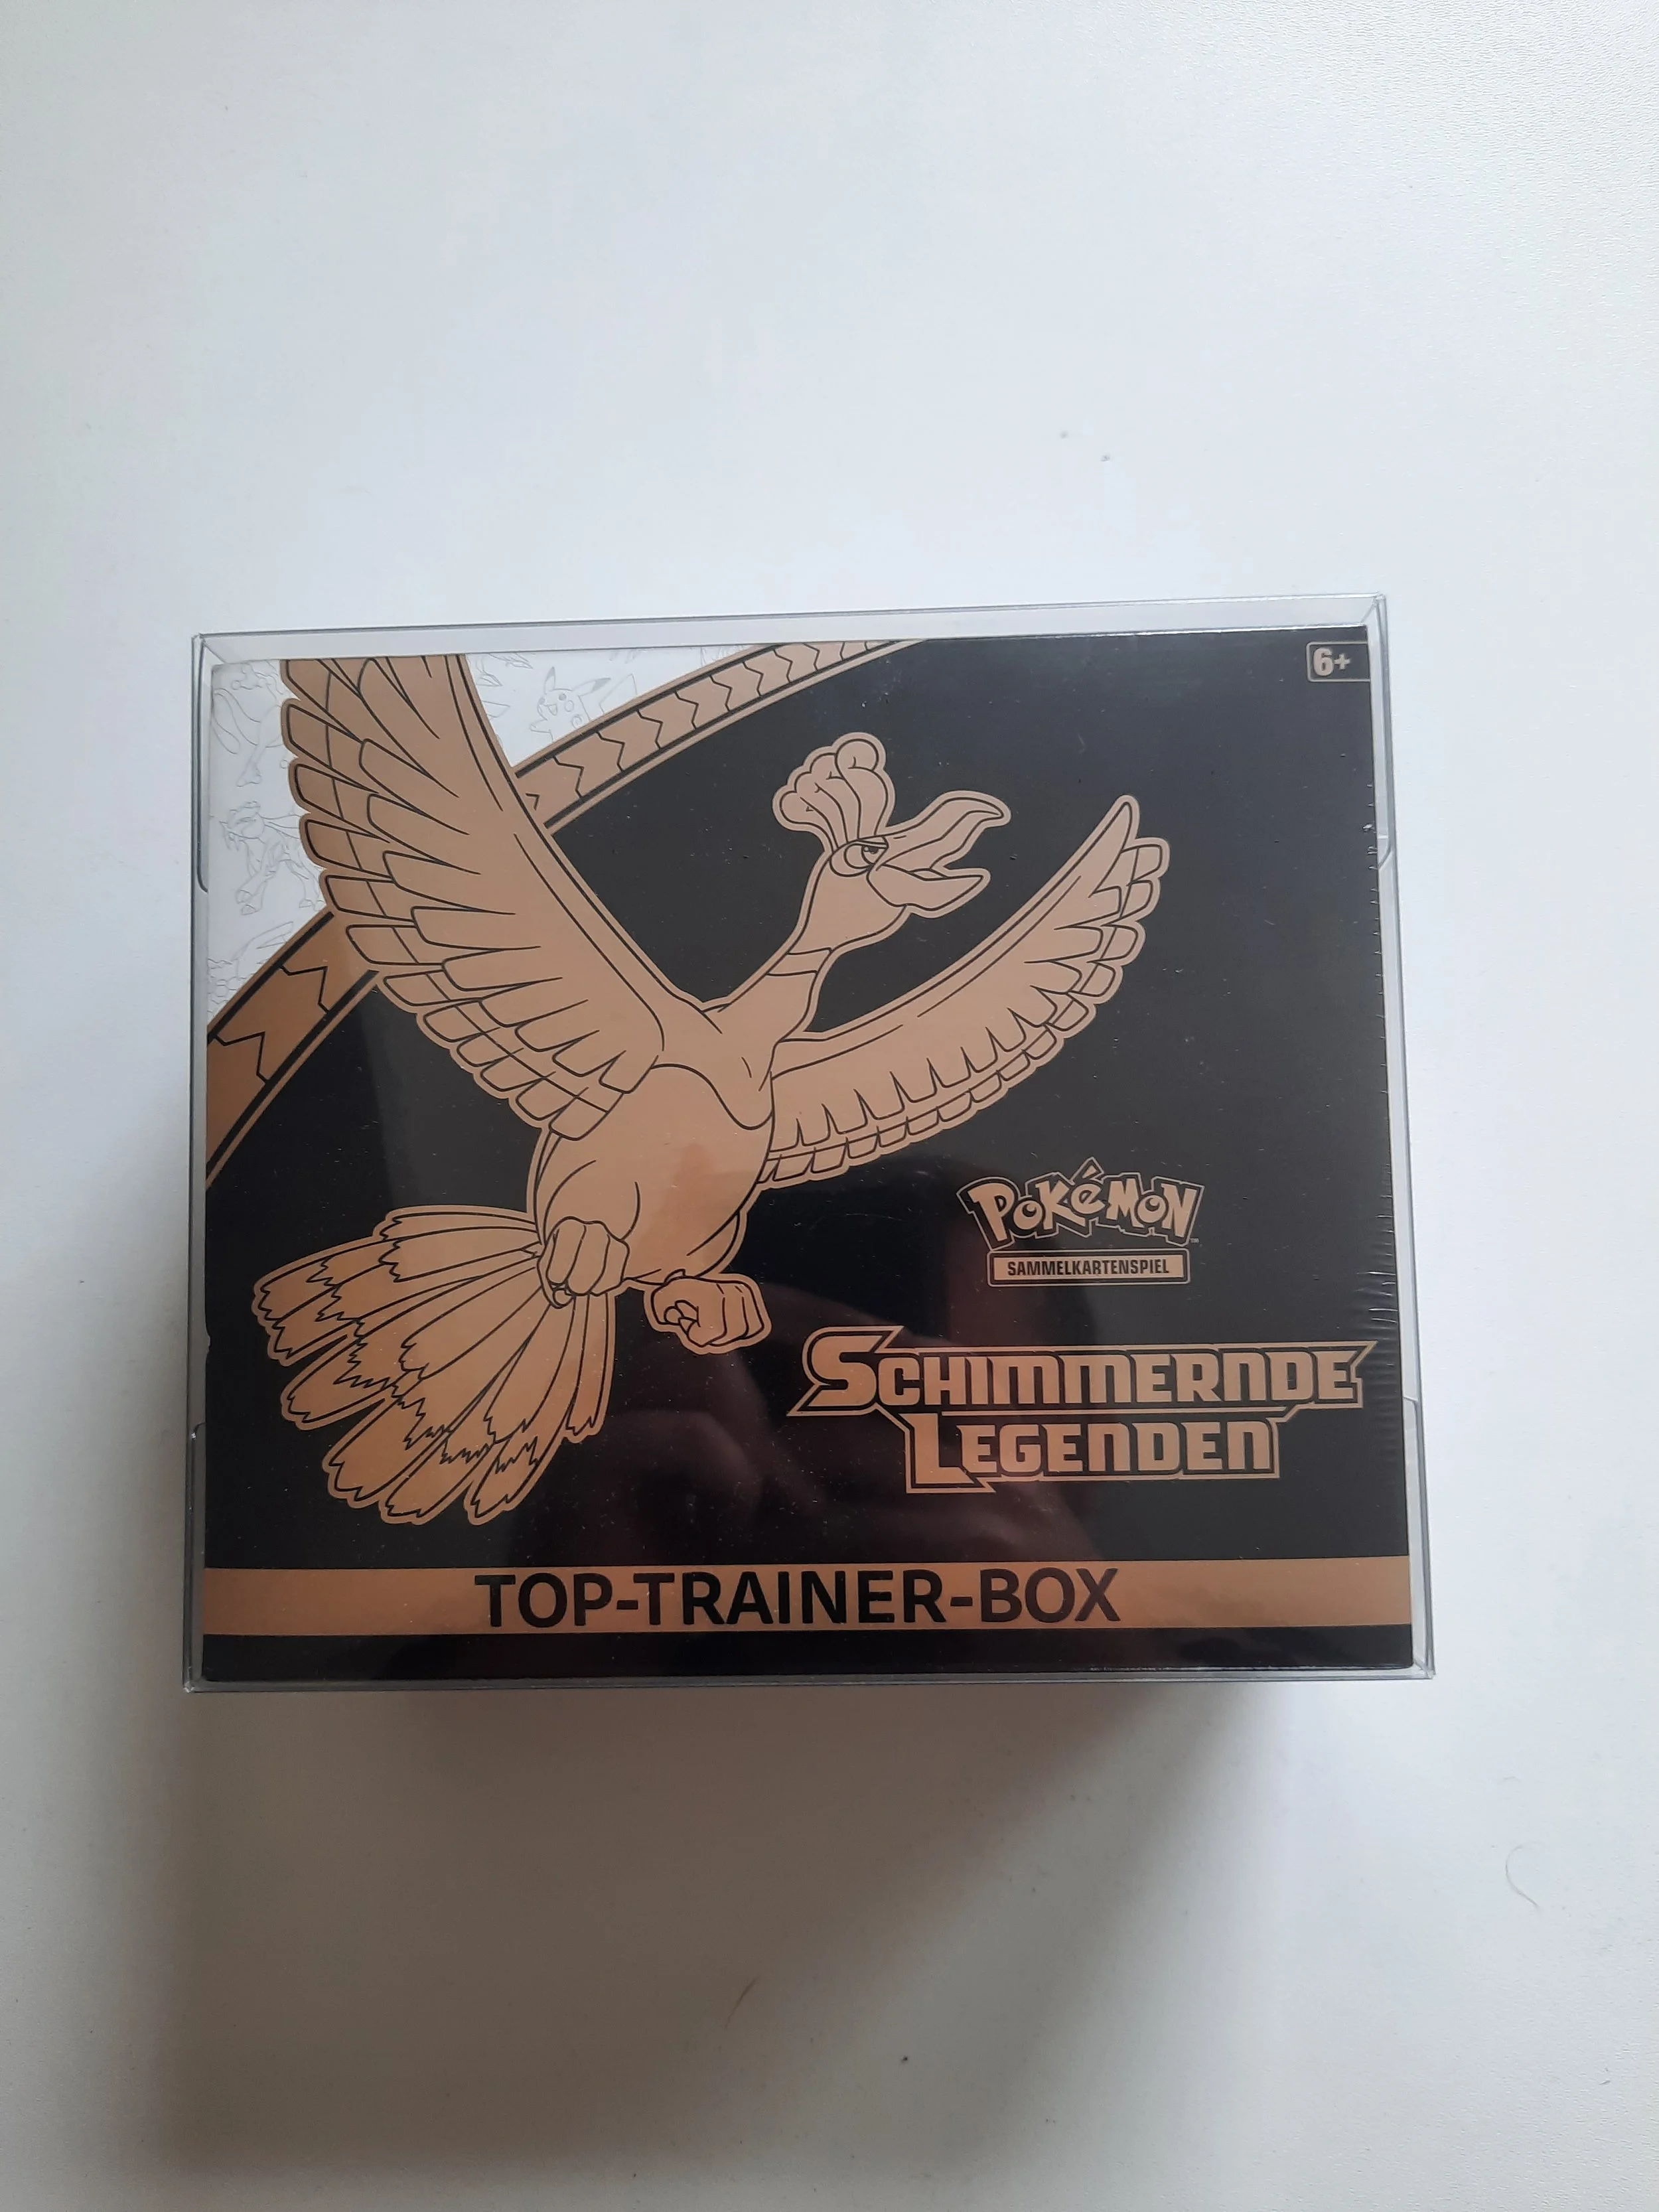 6+
POKéMON
SAMMELKARTENSPIEL
SCHIMMERNDE
LEGENDEN
TOP-TRAINER-BOX